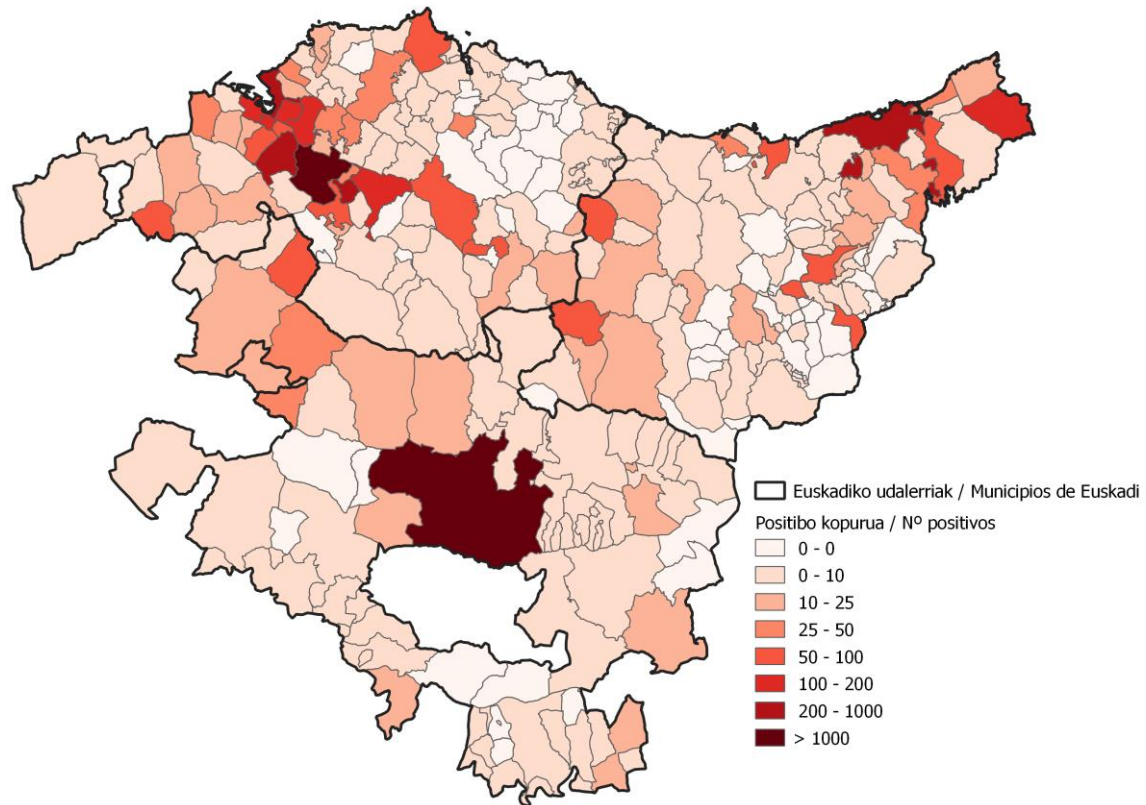 Euskadiko udalerriak / Municipios de Euskadi
Positibo kopurua / Nº positivos
0 - 0
0 - 10
10 - 25
25 - 50
50 - 100
100 - 200
200 - 1000
> 1000